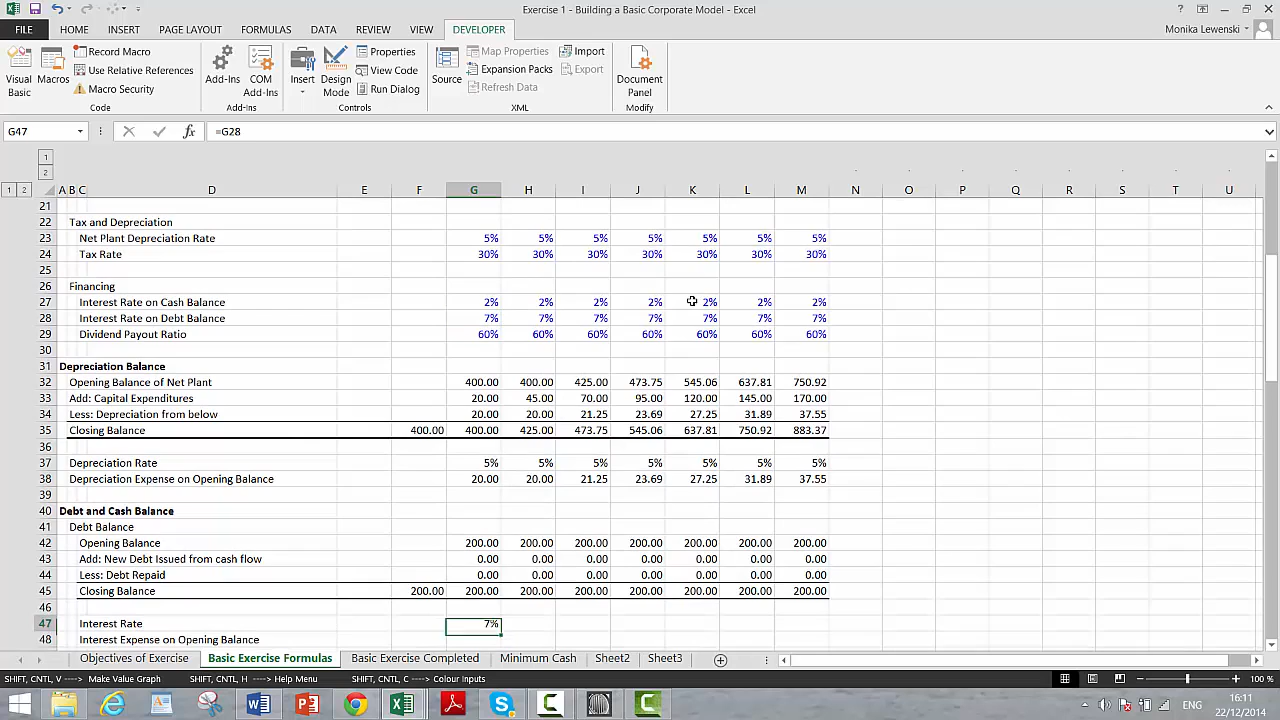 Exercise 1 - Building a Basic Corporate Model - Excel
FILE HOME INSERT PAGE LAYOUT FORMULAS DATA REVIEW VIEW DEVELOPER Monika Lewenski
Visual Basic
Macros
Record Macro
Use Relative References
Macro Security
Code
Add-Ins
COM Add-Ins
Add-Ins
Insert
Design Mode
Properties
View Code
Run Dialog
Controls
Source
Map Properties
Expansion Packs
Refresh Data
Import
Export
XML
Document Panel
Modify
G47 fx =G28
1
2
1 2 A B C D E F G H I J K L M N O P Q R S T U
21
22 Tax and Depreciation
23 Net Plant Depreciation Rate 5% 5% 5% 5% 5% 5% 5%
24 Tax Rate 30% 30% 30% 30% 30% 30% 30%
25
26 Financing
27 Interest Rate on Cash Balance 2% 2% 2% 2% 2% 2% 2%
28 Interest Rate on Debt Balance 7% 7% 7% 7% 7% 7% 7%
29 Dividend Payout Ratio 60% 60% 60% 60% 60% 60% 60%
30
31 Depreciation Balance
32 Opening Balance of Net Plant 400.00 400.00 425.00 473.75 545.06 637.81 750.92
33 Add: Capital Expenditures 20.00 45.00 70.00 95.00 120.00 145.00 170.00
34 Less: Depreciation from below 20.00 20.00 21.25 23.69 27.25 31.89 37.55
35 Closing Balance 400.00 400.00 425.00 473.75 545.06 637.81 750.92 883.37
36
37 Depreciation Rate 5% 5% 5% 5% 5% 5% 5%
38 Depreciation Expense on Opening Balance 20.00 20.00 21.25 23.69 27.25 31.89 37.55
39
40 Debt and Cash Balance
41 Debt Balance
42 Opening Balance 200.00 200.00 200.00 200.00 200.00 200.00 200.00
43 Add: New Debt Issued from cash flow 0.00 0.00 0.00 0.00 0.00 0.00 0.00
44 Less: Debt Repaid 0.00 0.00 0.00 0.00 0.00 0.00 0.00
45 Closing Balance 200.00 200.00 200.00 200.00 200.00 200.00 200.00 200.00
46
47 Interest Rate 7%
48 Interest Expense on Opening Balance
Objectives of Exercise Basic Exercise Formulas Basic Exercise Completed Minimum Cash Sheet2 Sheet3
SHIFT, CNTL, V ---> Make Value Graph SHIFT, CNTL, H ---> Help Menu SHIFT, CNTL, C ---> Colour Inputs 100 %
ENG
16:11
22/12/2014